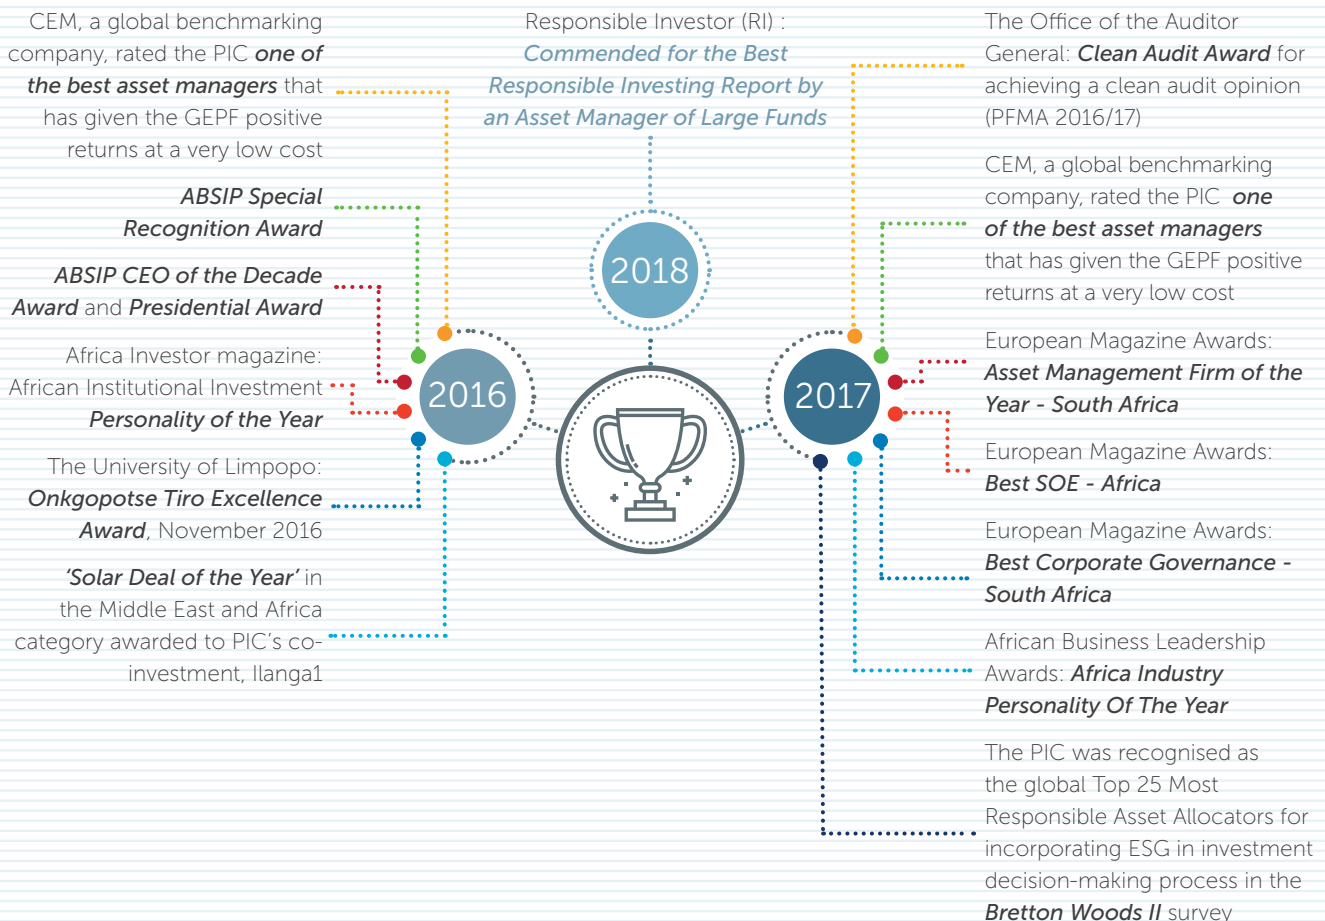 CEM, a global benchmarking
company, rated the PIC one of
the best asset managers that
has given the GEPF positive
returns at a very low cost
ABSIP Special
Recognition Award
ABSIP CEO of the Decade
Award and Presidential Award
Africa Investor magazine:
African Institutional Investment
Personality of the Year
The University of Limpopo:
Onkgopotse Tiro Excellence
Award, November 2016
'Solar Deal of the Year' in
the Middle East and Africa
category awarded to PIC's co-
investment, Ilanga1
2016
Responsible Investor (RI) :
Commended for the Best
Responsible Investing Report by
an Asset Manager of Large Funds
2018
2017
The Office of the Auditor
General: Clean Audit Award for
achieving a clean audit opinion
(PFMA 2016/17)
CEM, a global benchmarking
company, rated the PIC one
of the best asset managers
that has given the GEPF positive
returns at a very low cost
European Magazine Awards:
Asset Management Firm of the
Year - South Africa
European Magazine Awards:
Best SOE - Africa
European Magazine Awards:
Best Corporate Governance -
South Africa
African Business Leadership
Awards: Africa Industry
Personality Of The Year
The PIC was recognised as
the global Top 25 Most
Responsible Asset Allocators for
incorporating ESG in investment
decision-making process in the
Bretton Woods II survey